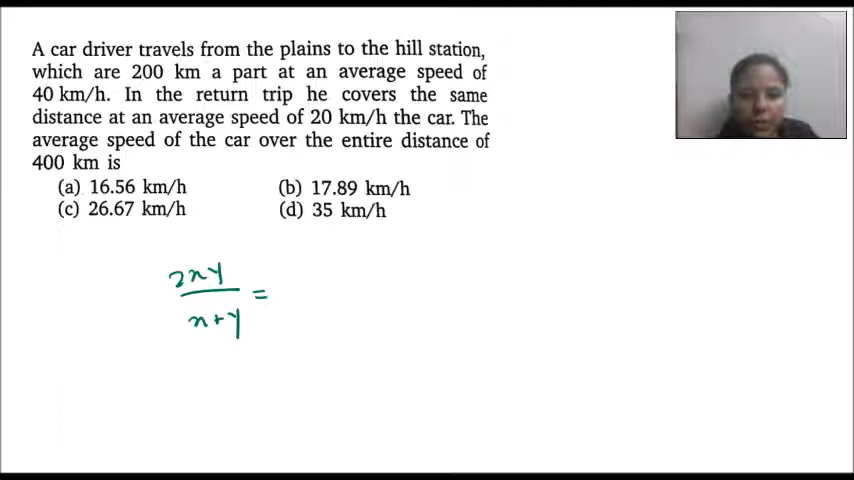 A car driver travels from the plains to the hill station,
which are 200 km a part at an average speed of
40 km/h. In the return trip he covers the same
distance at an average speed of 20 km/h the car. The
average speed of the car over the entire distance of
400 km is
(a) 16.56 km/h (b) 17.89 km/h
(c) 26.67 km/h (d) 35 km/h
2xy
x+y =